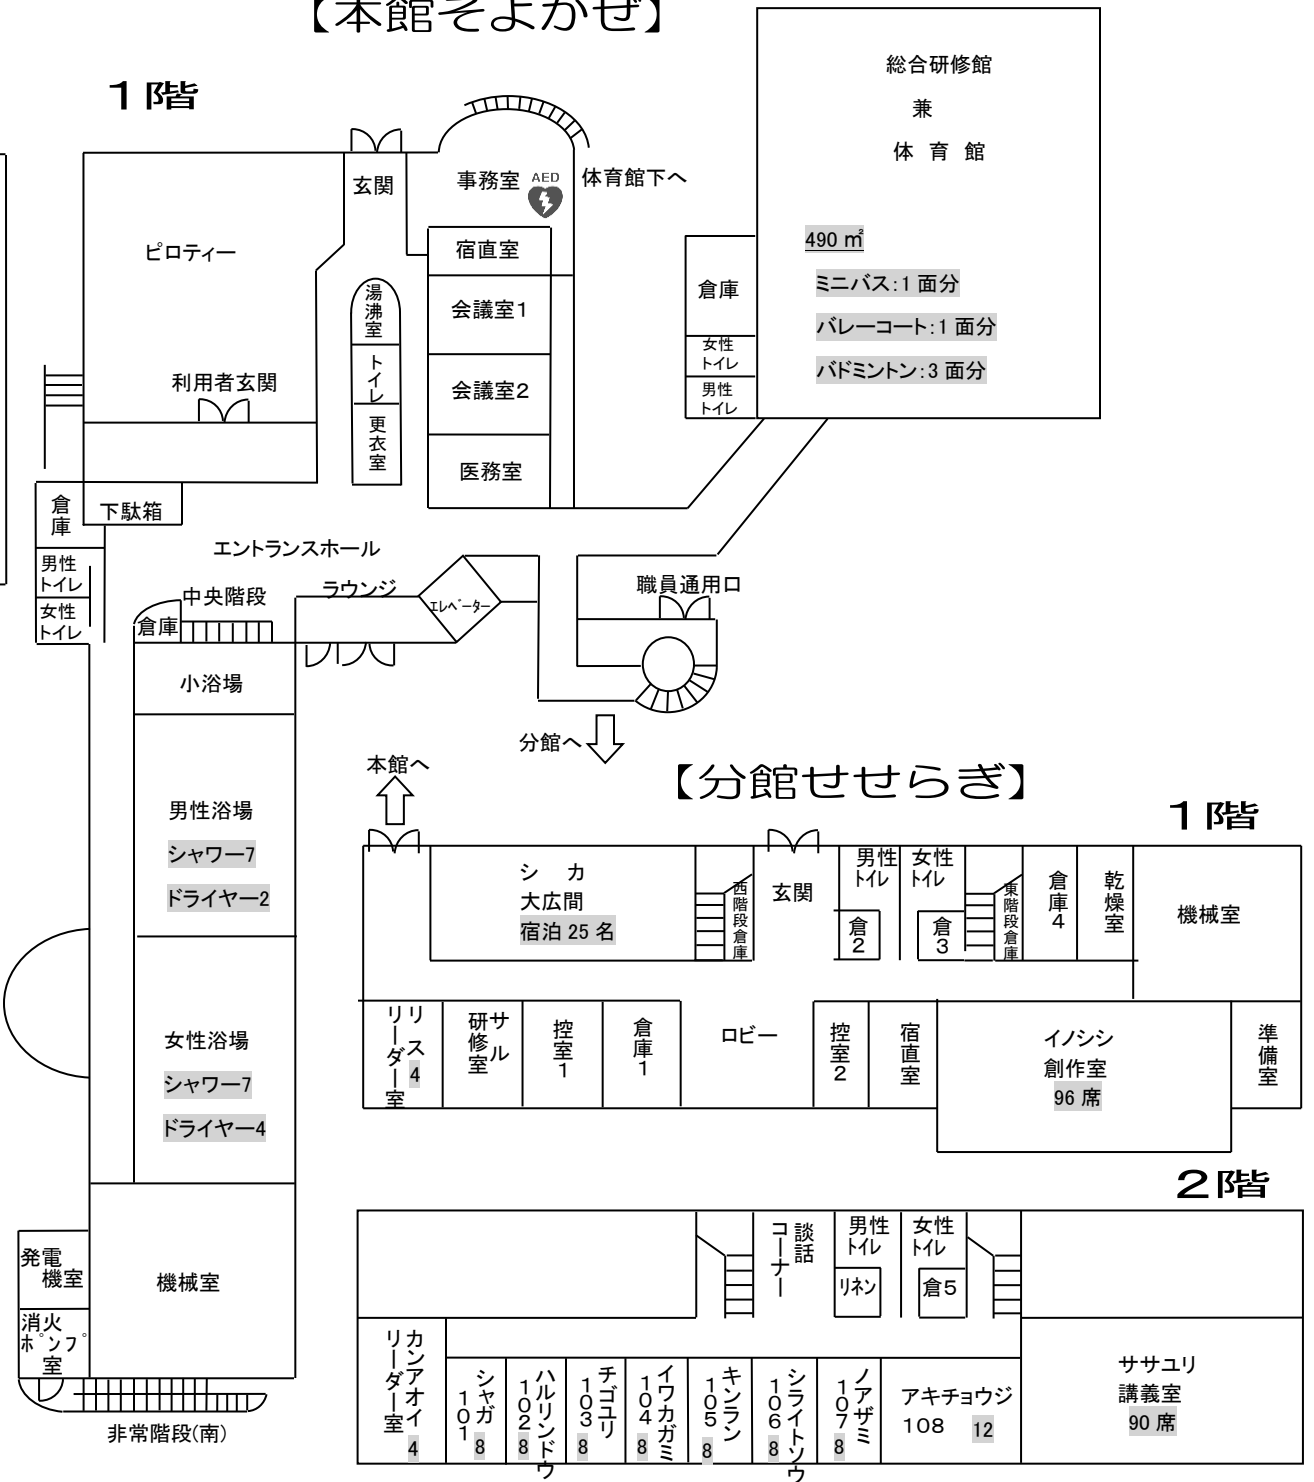 【本館そよかぜ】
1階
総合研修館
兼
体育館
490㎡
ミニバス:1面分
バレーコート:1面分
バドミントン:3面分
倉庫
女性
トイレ
男性
トイレ
玄関
事務室
AED
体育館下へ
ピロティー
宿直室
会議室1
会議室2
医務室
湯沸室
トイレ
更衣室
利用者玄関
倉庫
下駄箱
男性
トイレ
女性
トイレ
エントランスホール
中央階段
倉庫
ラウンジ
エレベーター
職員通用口
小浴場
分館へ
男性浴場
シャワー7
ドライヤー2
女性浴場
シャワー7
ドライヤー4
機械室
発電
機室
消火
ポンプ
室
非常階段(南)
本館へ
【分館せせらぎ】
1階
シカ
大広間
宿泊25名
西階段倉庫
玄関
男性
トイレ
女性
トイレ
倉2
倉3
東階段倉庫
倉庫4
乾燥室
機械室
リス
リーダー室
4
サル
研修室
控室1
倉庫1
ロビー
控室2
宿直室
イノシシ
創作室
96席
準備室
2階
談話
コーナー
男性
トイレ
女性
トイレ
リネン
倉5
カンアオイ
リーダー室
4
シャガ
101
8
ハルリンドウ
102
8
チゴユリ
103
8
イワカガミ
104
8
キンラン
105
8
シライトソウ
106
8
ノアザミ
107
8
アキチョウジ
108
12
ササユリ
講義室
90席